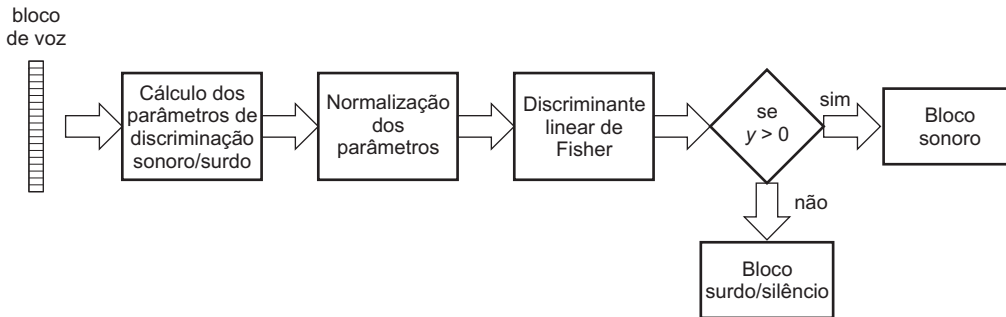 bloco
de voz
Cálculo dos
parâmetros de
discriminação
sonoro/surdo
Normalização
dos
parâmetros
Discriminante
linear de
Fisher
se
y > 0
sim
Bloco
sonoro
não
Bloco
surdo/silêncio